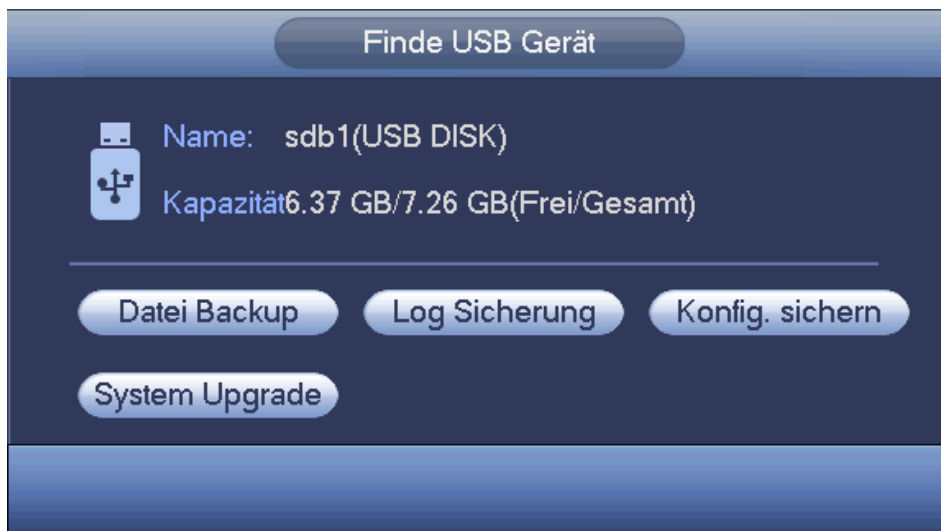 Finde USB Gerät
Name: sdb1(USB DISK)
Kapazität6.37 GB/7.26 GB(Frei/Gesamt)
Datei Backup Log Sicherung Konfig. sichern
System Upgrade